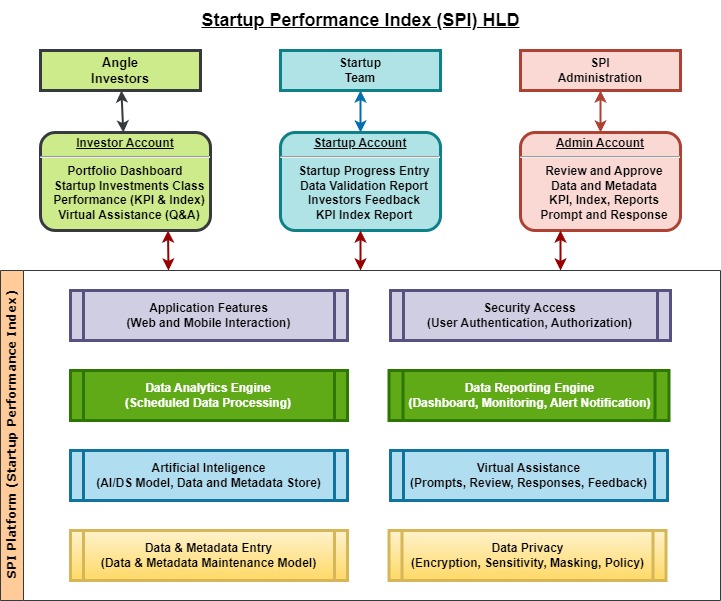 Startup Performance Index (SPI) HLD
Angle
Investors
Startup
Team
SPI
Administration
Investor Account
Portfolio Dashboard
Startup Investments Class
Performance (KPI & Index)
Virtual Assistance (Q&A)
Startup Account
Startup Progress Entry
Data Validation Report
Investors Feedback
KPI Index Report
Admin Account
Review and Approve
Data and Metadata
KPI, Index, Reports
Prompt and Response
SPI Platform (Startup Performance Index)
Application Features
(Web and Mobile Interaction)
Security Access
(User Authentication, Authorization)
Data Analytics Engine
(Scheduled Data Processing)
Data Reporting Engine
(Dashboard, Monitoring, Alert Notification)
Artificial Inteligence
(AI/DS Model, Data and Metadata Store)
Virtual Assistance
(Prompts, Review, Responses, Feedback)
Data & Metadata Entry
(Data & Metadata Maintenance Model)
Data Privacy
(Encryption, Sensitivity, Masking, Policy)